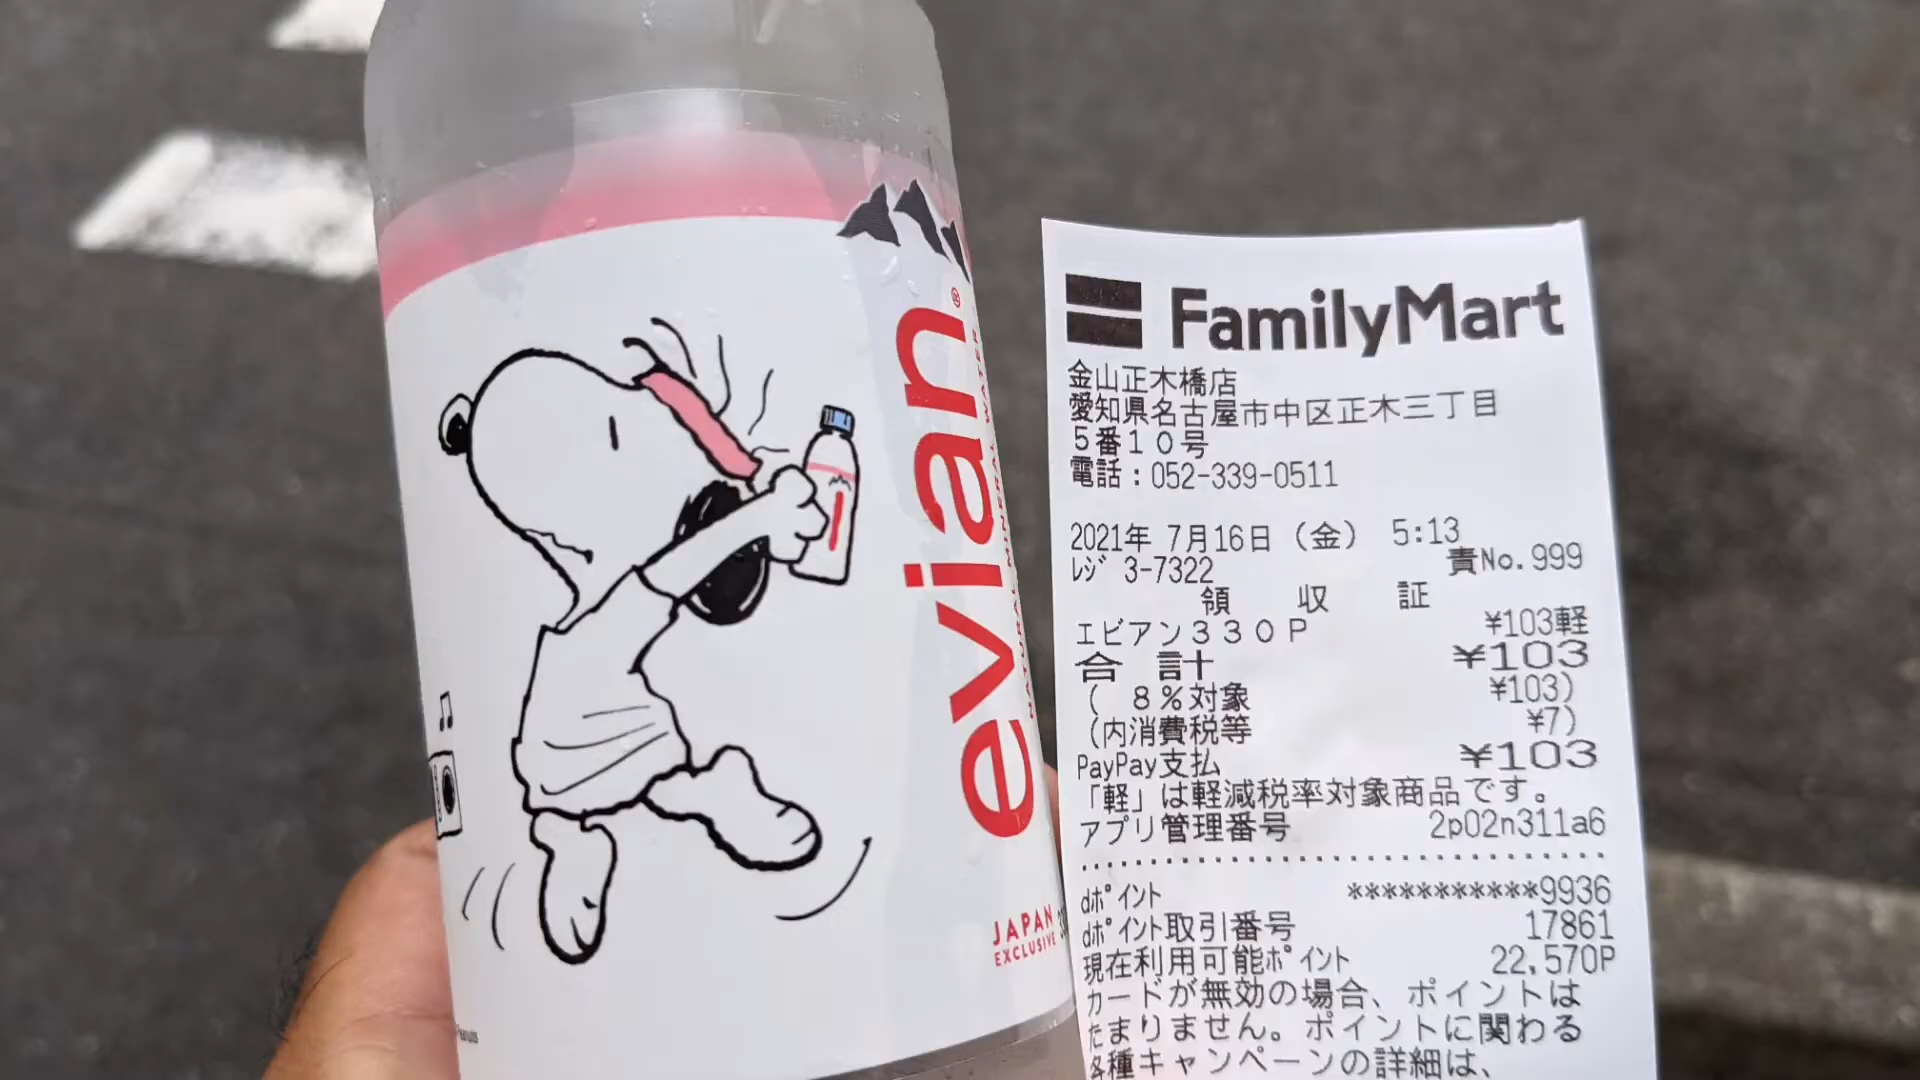 evian®
NATURAL MINERAL WATER
JAPAN
EXCLUSIVE
FamilyMart
金山正木橋店
愛知県名古屋市中区正木三丁目
5番10号
電話:052-339-0511
2021年 7月16日(金) 5:13
ﾚｼﾞ 3-7322 責No.999
領 収 証
エビアン330P ¥103軽
合 計 ¥103
( 8%対象 ¥103)
(内消費税等 ¥7)
PayPay支払 ¥103
「軽」は軽減税率対象商品です。
アプリ管理番号 2p02n311a6
dﾎﾟｲﾝﾄ ***********9936
dﾎﾟｲﾝﾄ取引番号 17861
現在利用可能ﾎﾟｲﾝﾄ 22,570P
カードが無効の場合、ポイントは
たまりません。ポイントに関わる
各種キャンペーンの詳細は、